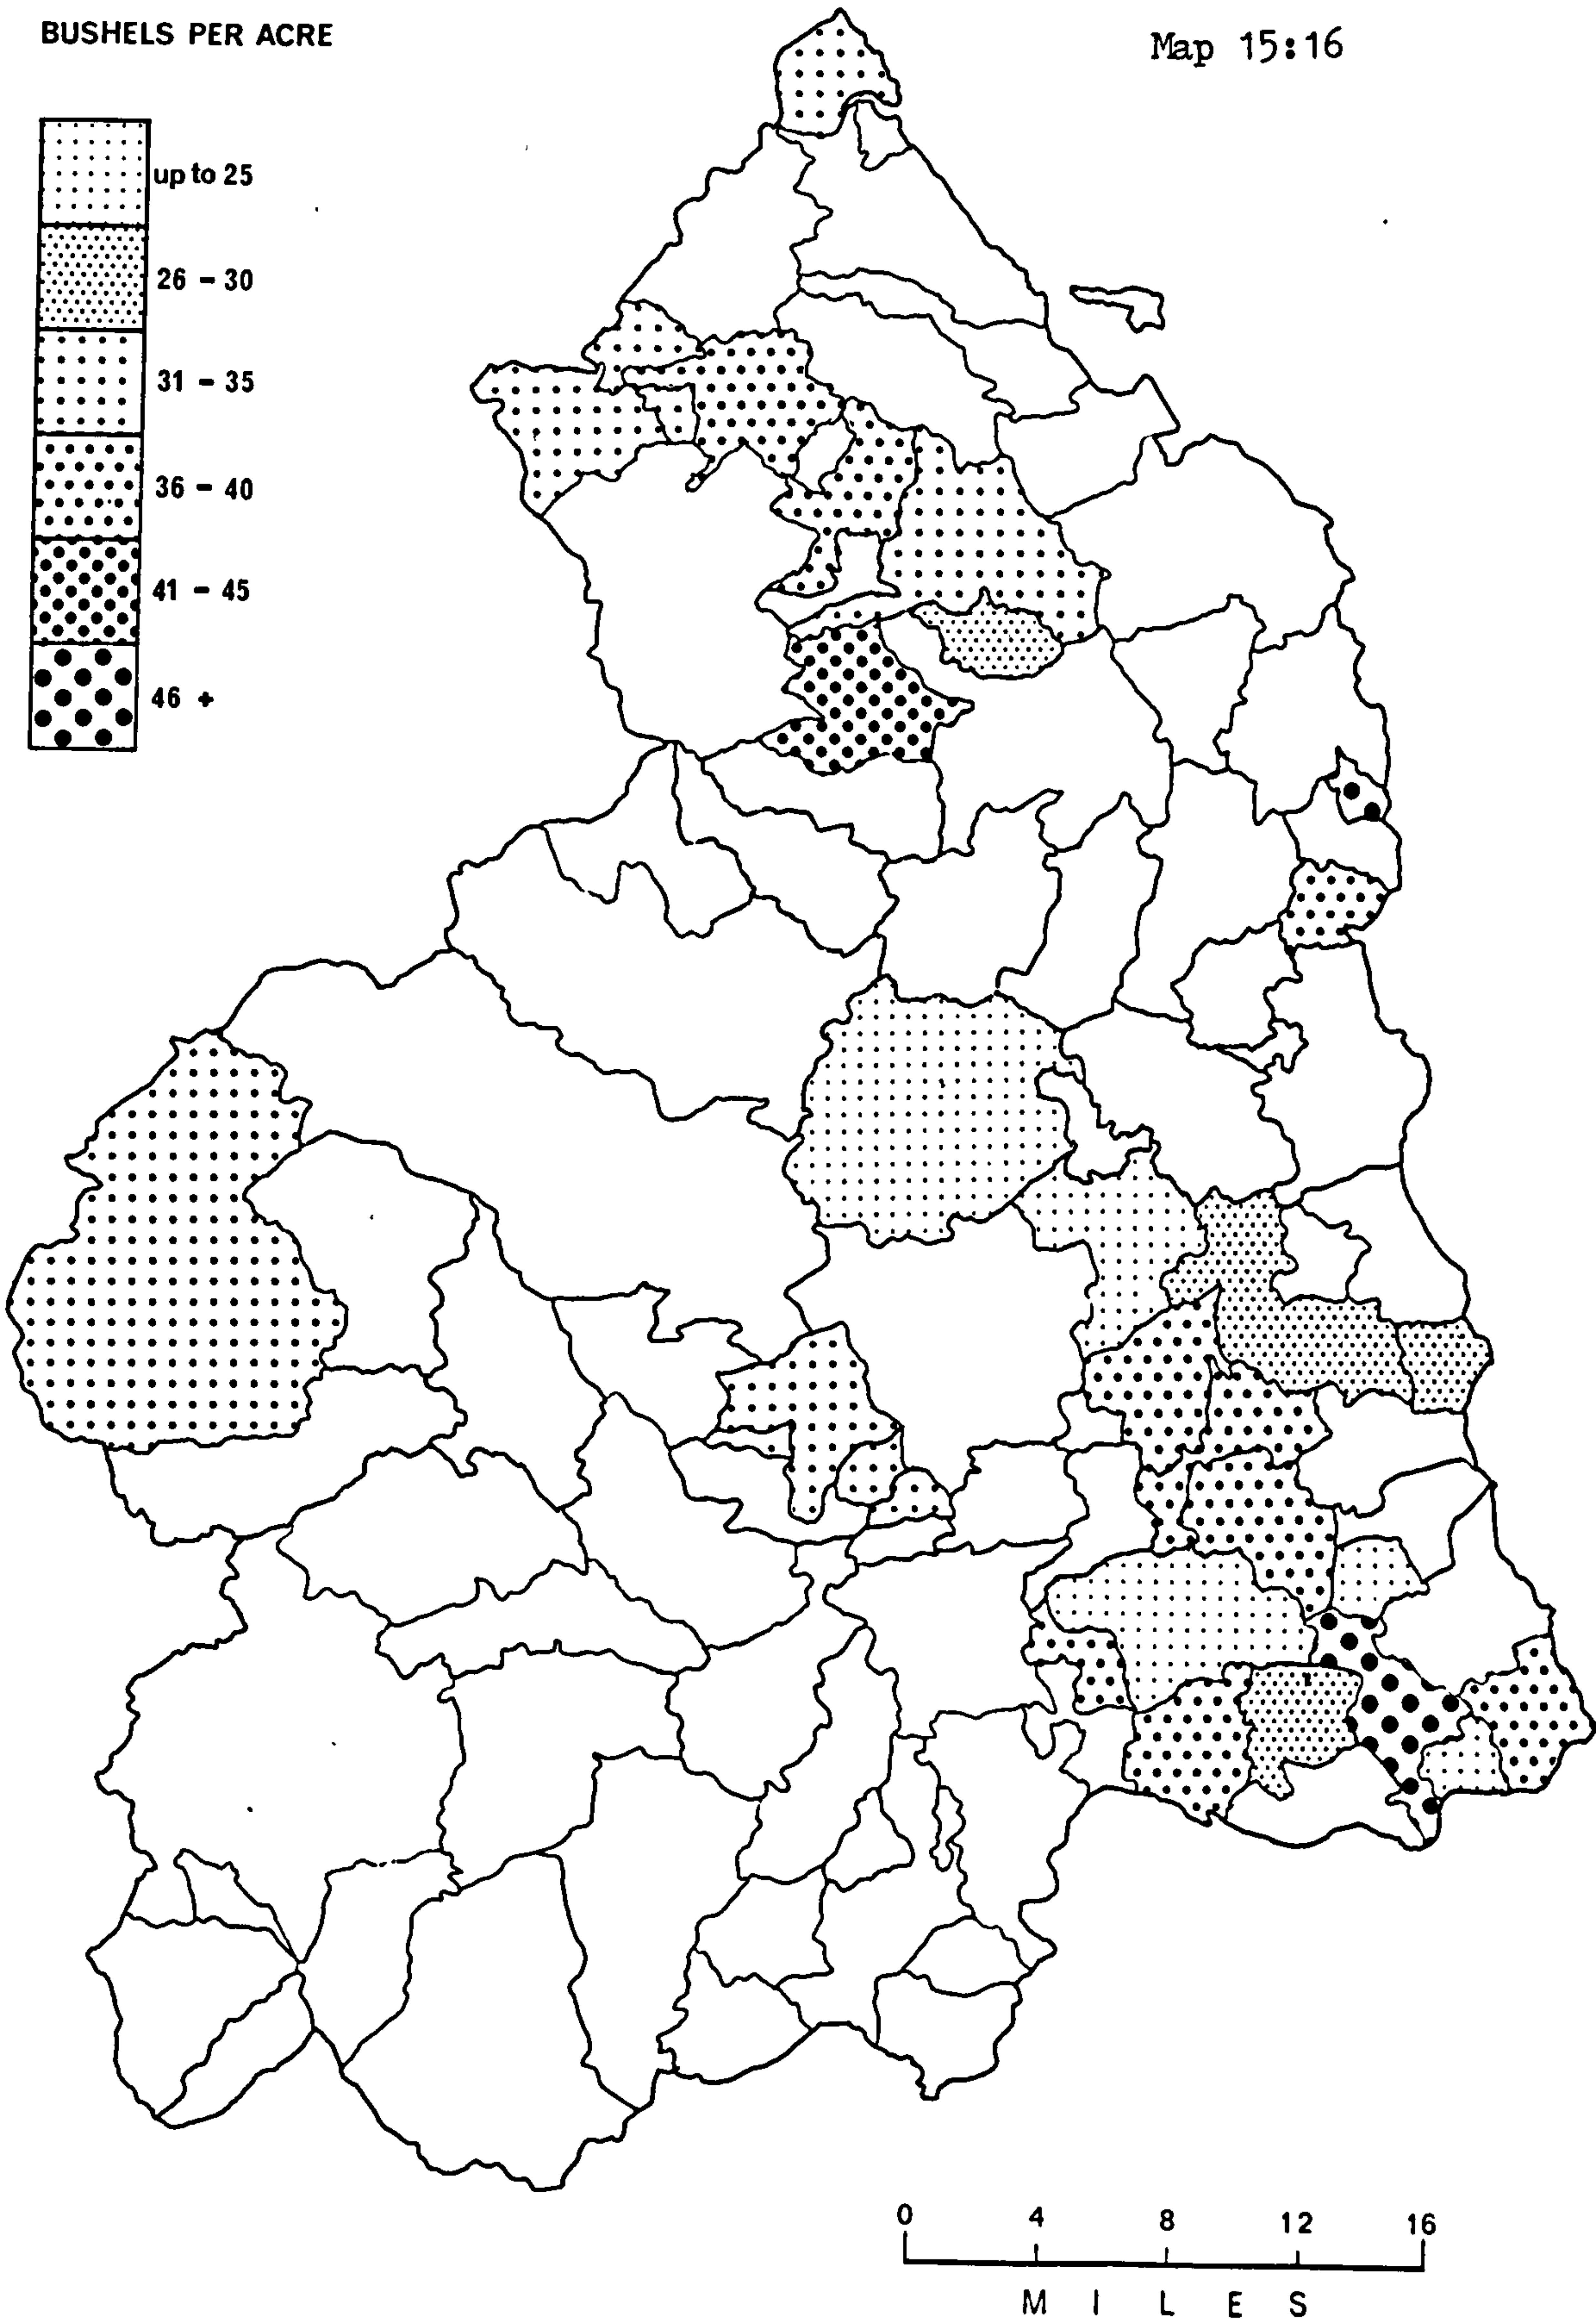 BUSHELS PER ACRE
Map 15:16
up to 25
26 - 30
31 - 35
36 - 40
41 - 45
46 +
0 4 8 12 16
MILES